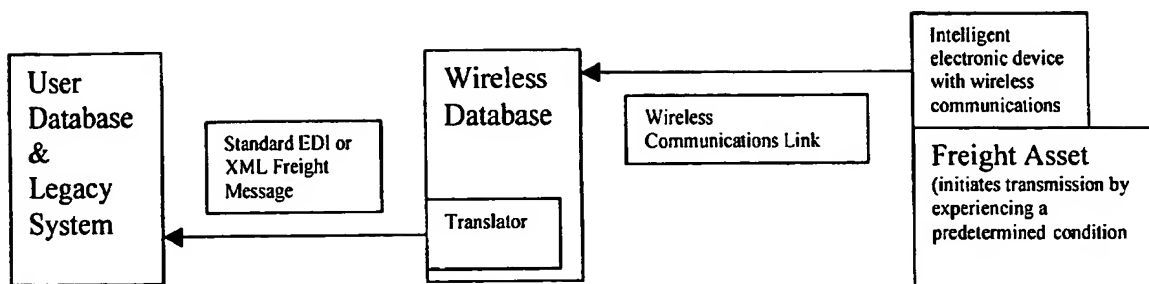 User
Database
&
Legacy
System
Standard EDI or
XML Freight
Message
Wireless
Database
Translator
Wireless
Communications Link
Intelligent
electronic device
with wireless
communications
Freight Asset
(initiates transmission by
experiencing a
predetermined condition